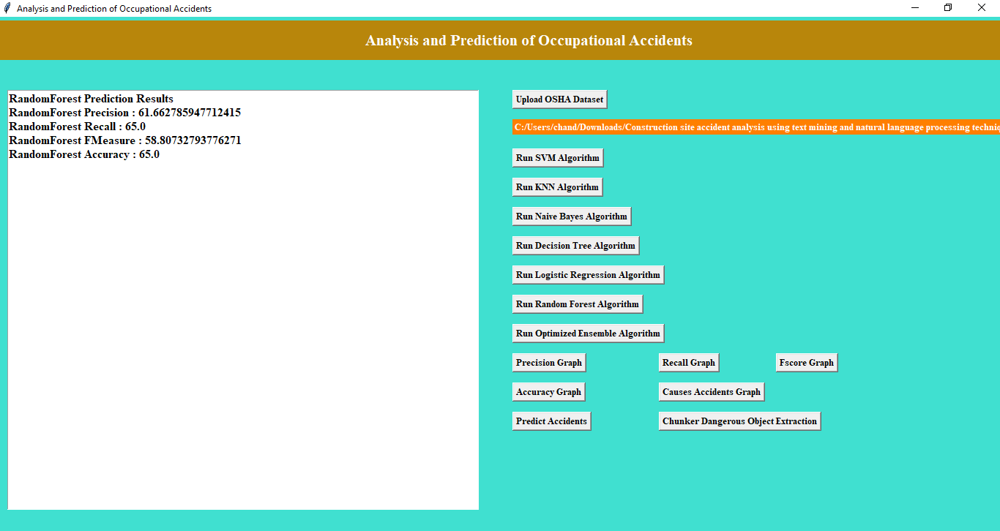 Analysis and Prediction of Occupational Accidents
Analysis and Prediction of Occupational Accidents
RandomForest Prediction Results
RandomForest Precision : 61.662785947712415
RandomForest Recall : 65.0
RandomForest FMeasure : 58.80732793776271
RandomForest Accuracy : 65.0
Upload OSHA Dataset
C:/Users/chand/Downloads/Construction site accident analysis using text mining and natural language processing techniq
Run SVM Algorithm
Run KNN Algorithm
Run Naive Bayes Algorithm
Run Decision Tree Algorithm
Run Logistic Regression Algorithm
Run Random Forest Algorithm
Run Optimized Ensemble Algorithm
Precision Graph Recall Graph Fscore Graph
Accuracy Graph Causes Accidents Graph
Predict Accidents Chunker Dangerous Object Extraction